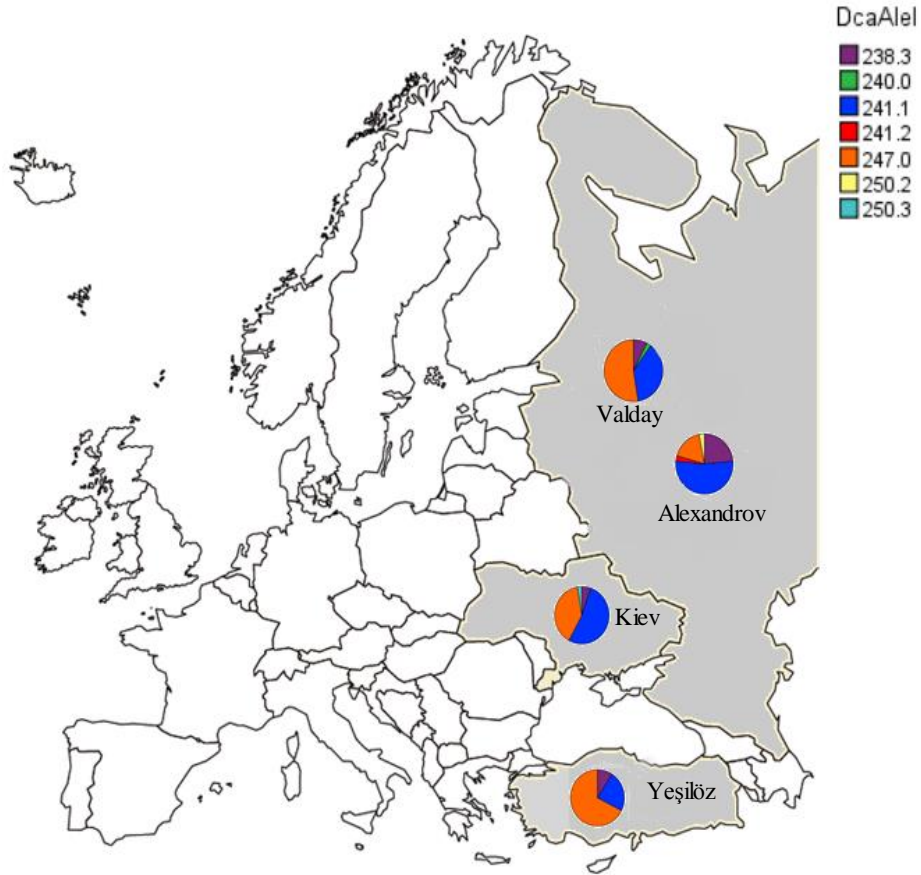 DcaAlel
238.3
240.0
241.1
241.2
247.0
250.2
250.3
Valday
Alexandrov
Kiev
Yeşilöz